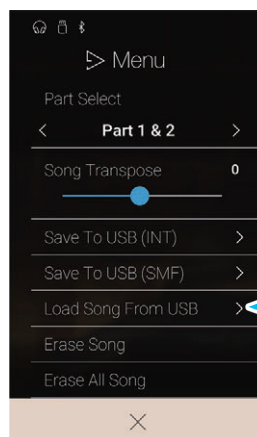 Menu
Part Select
< Part 1 & 2 >
Song Transpose 0
Save To USB (INT) >
Save To USB (SMF) >
Load Song From USB >
Erase Song
Erase All Song